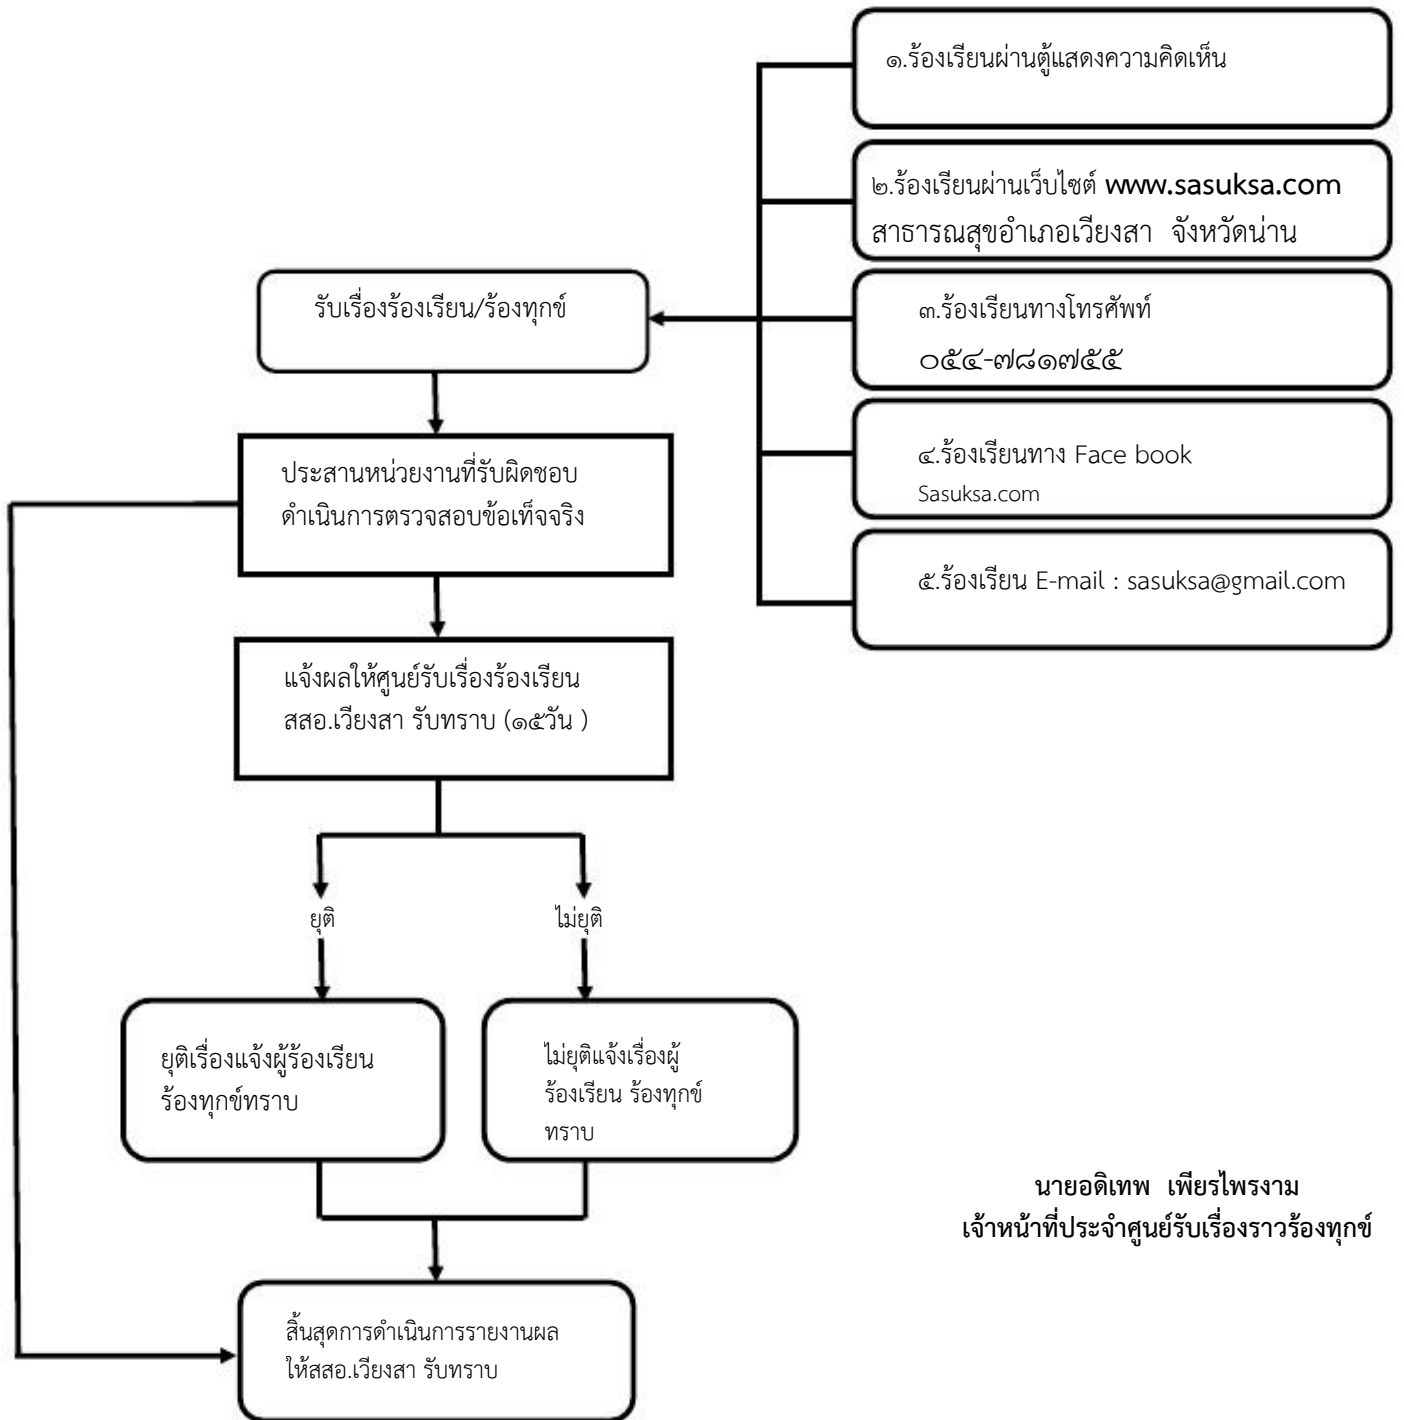 ๑.ร้องเรียนผ่านตู้แสดงความคิดเห็น
๒.ร้องเรียนผ่านเว็บไซต์ www.sasuksa.com
สาธารณสุขอำเภอเวียงสา จังหวัดน่าน
๓.ร้องเรียนทางโทรศัพท์
๐๕๔-๗๘๑๗๕๕
๔.ร้องเรียนทาง Face book
Sasuksa.com
๕.ร้องเรียน E-mail : sasuksa@gmail.com
รับเรื่องร้องเรียน/ร้องทุกข์
ประสานหน่วยงานที่รับผิดชอบ
ดำเนินการตรวจสอบข้อเท็จจริง
แจ้งผลให้ศูนย์รับเรื่องร้องเรียน
สสอ.เวียงสา รับทราบ (๑๕วัน )
ยุติ
ไม่ยุติ
ยุติเรื่องแจ้งผู้ร้องเรียน
ร้องทุกข์ทราบ
ไม่ยุติแจ้งเรื่องผู้
ร้องเรียน ร้องทุกข์
ทราบ
นายอดิเทพ เพียรไพรงาม
เจ้าหน้าที่ประจำศูนย์รับเรื่องราวร้องทุกข์
สิ้นสุดการดำเนินการรายงานผล
ให้สสอ.เวียงสา รับทราบ